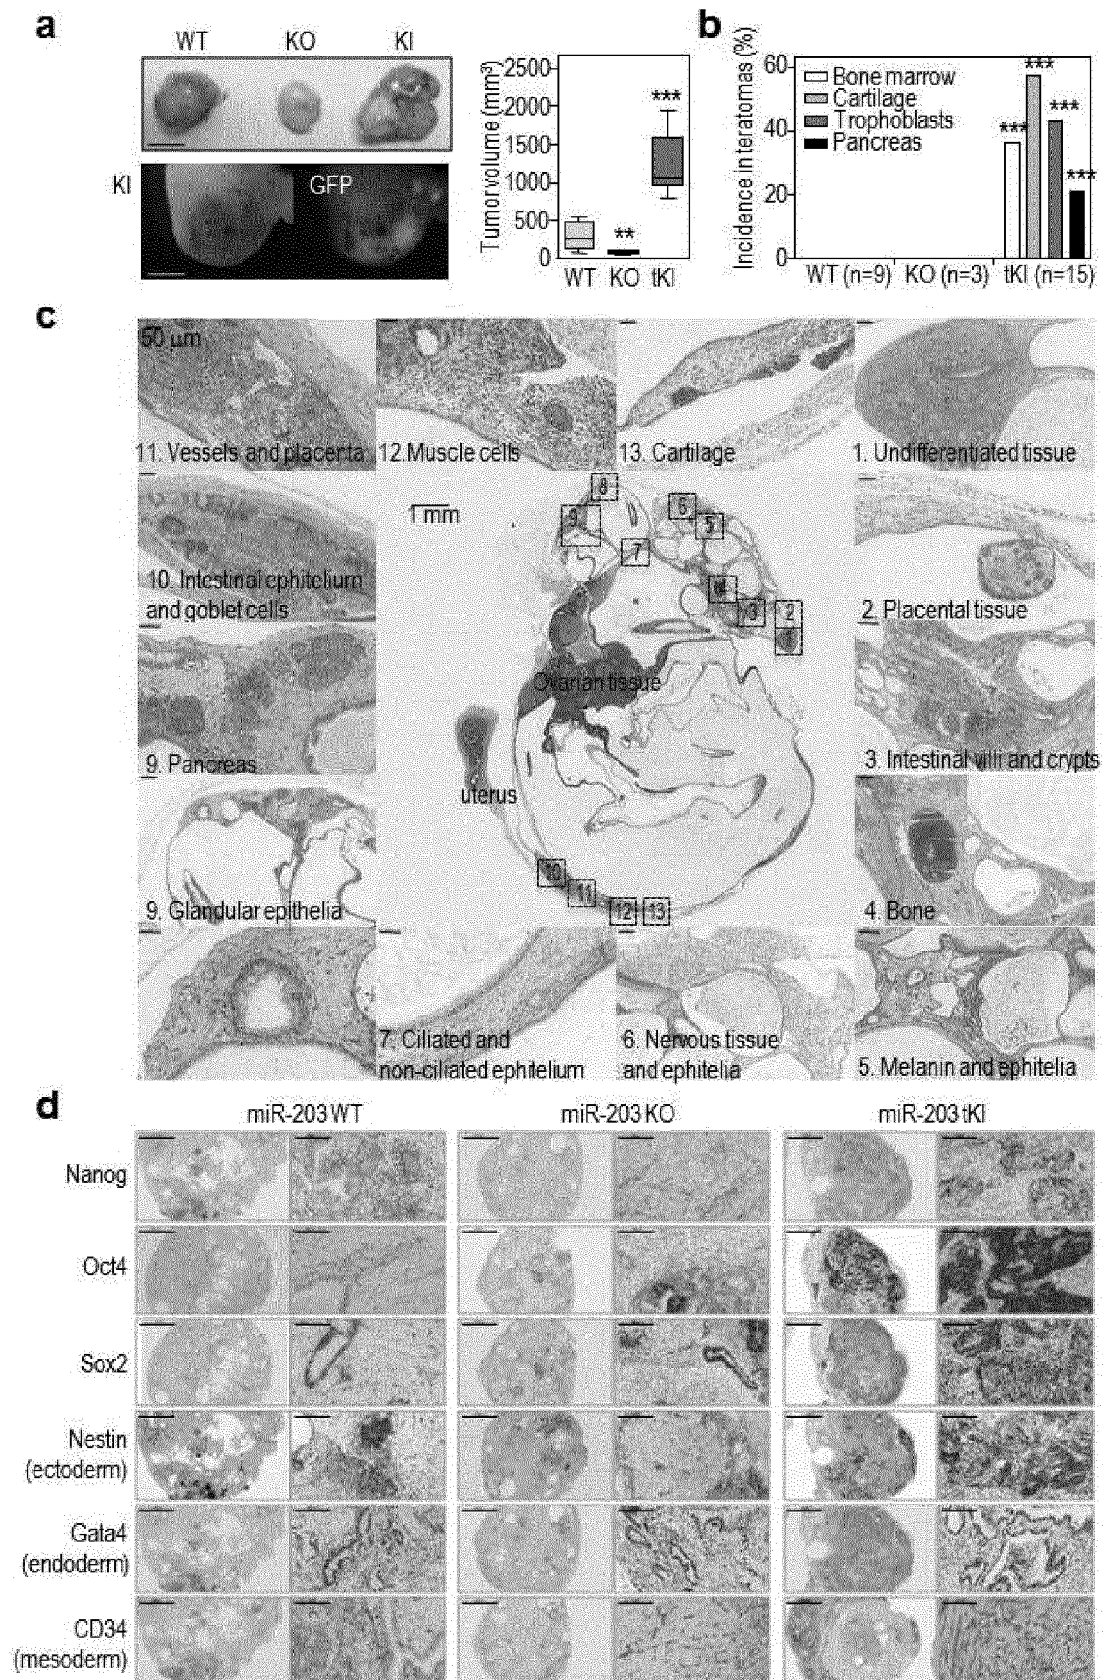 a
WT KO KI
KI
GFP
Tumor volume (mm³)
2500
2000
1500
1000
500
0
**
***
WT KO tKI
b
Incidence in teratomas (%)
60
40
20
0
Bone marrow
Cartilage
Trophoblasts
Pancreas
***
***
***
***
WT (n=9) KO (n=3) tKI (n=15)
c
50 µm
11. Vessels and placenta
12. Muscle cells
13. Cartilage
1. Undifferentiated tissue
10. Intestinal ephitelium
and goblet cells
2. Placental tissue
9. Pancreas
3. Intestinal villi and crypts
9. Glandular epithelia
4. Bone
7. Ciliated and
non-ciliated ephitelium
6. Nervous tissue
and ephitelia
5. Melanin and ephitelia
1 mm
8
9
7
6
5
3
2
Ovarian tissue
uterus
10
11
12
13
d
miR-203 WT miR-203 KO miR-203 tKI
Nanog
Oct4
Sox2
Nestin
(ectoderm)
Gata4
(endoderm)
CD34
(mesoderm)